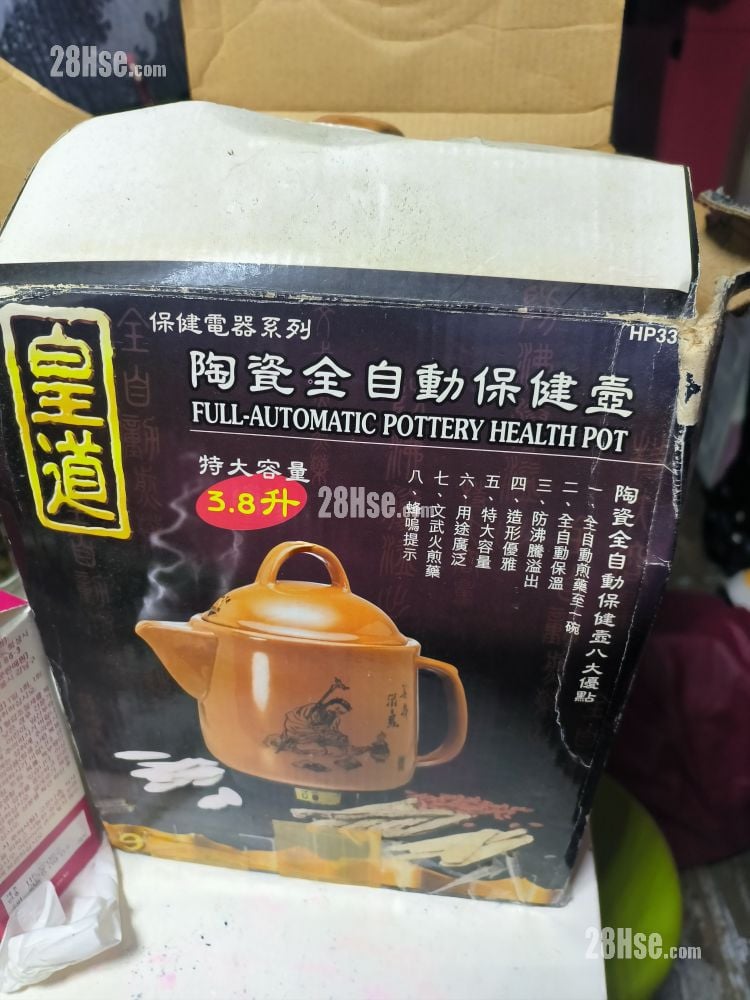 28Hse.com
保健電器系列
HP33
皇道
陶瓷全自動保健壺
FULL-AUTOMATIC POTTERY HEALTH POT
特大容量
3.8升
28Hse.com
陶瓷全自動保健壺八大優點
一、全自動煎藥至一碗
二、全自動保溫
三、防沸騰溢出
四、造形優雅
五、特大容量
六、用途廣泛
七、文武火煎藥
八、蜂鳴提示
28Hse.com